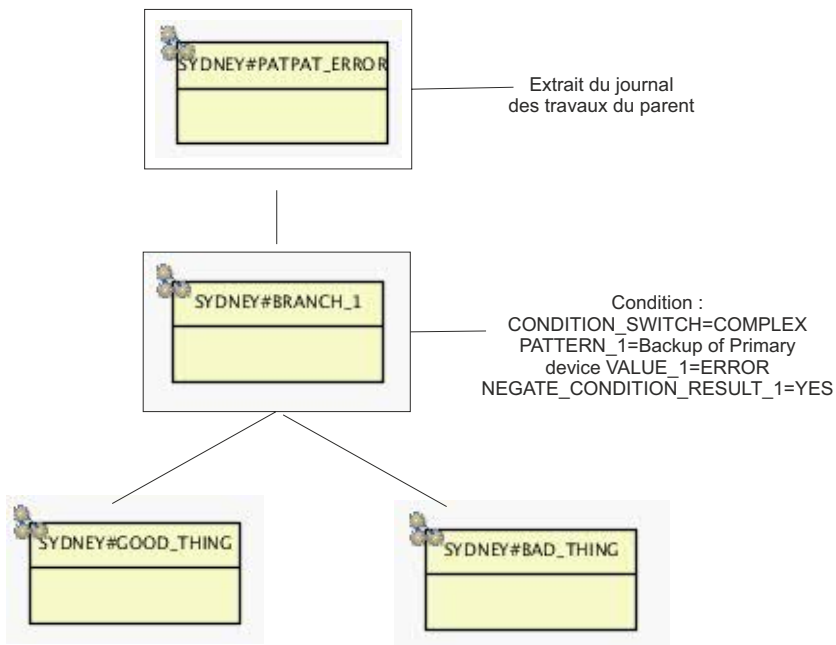 SYDNEY#PATPAT_ERROR
Extrait du journal
des travaux du parent
SYDNEY#BRANCH_1
Condition :
CONDITION_SWITCH=COMPLEX
PATTERN_1=Backup of Primary
device VALUE_1=ERROR
NEGATE_CONDITION_RESULT_1=YES
SYDNEY#GOOD_THING
SYDNEY#BAD_THING